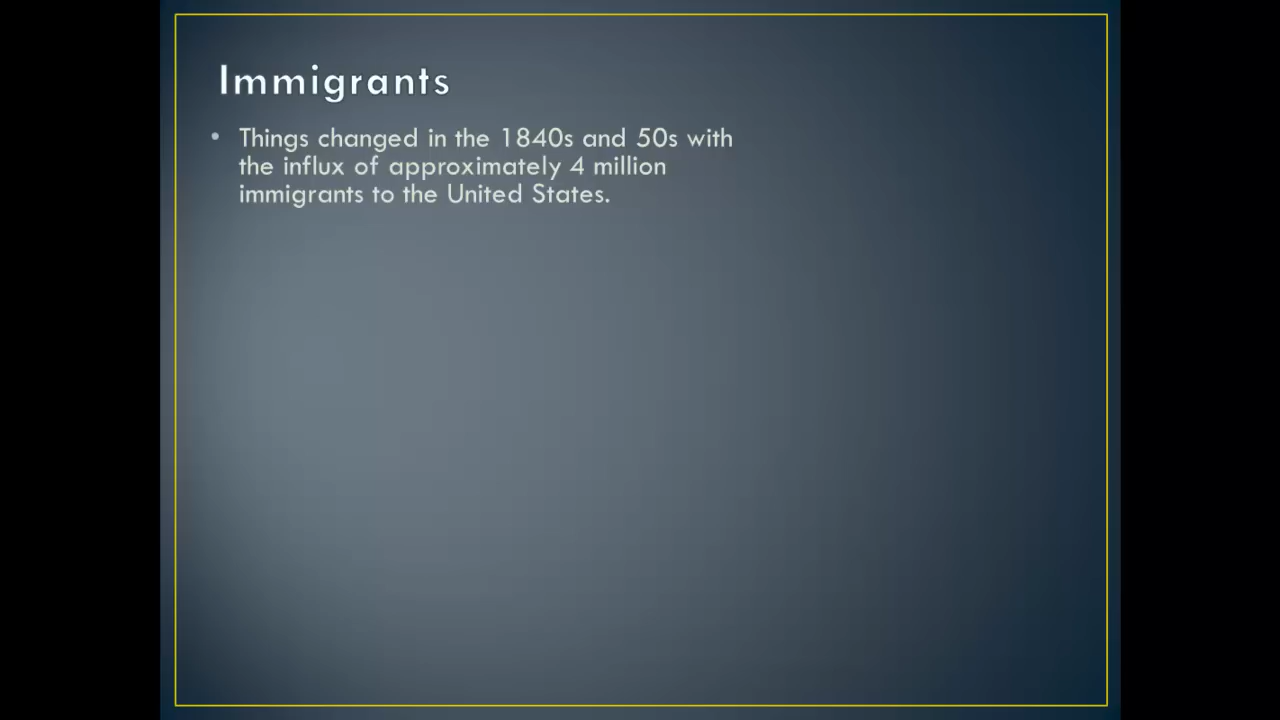 Immigrants
• Things changed in the 1840s and 50s with
the influx of approximately 4 million
immigrants to the United States.